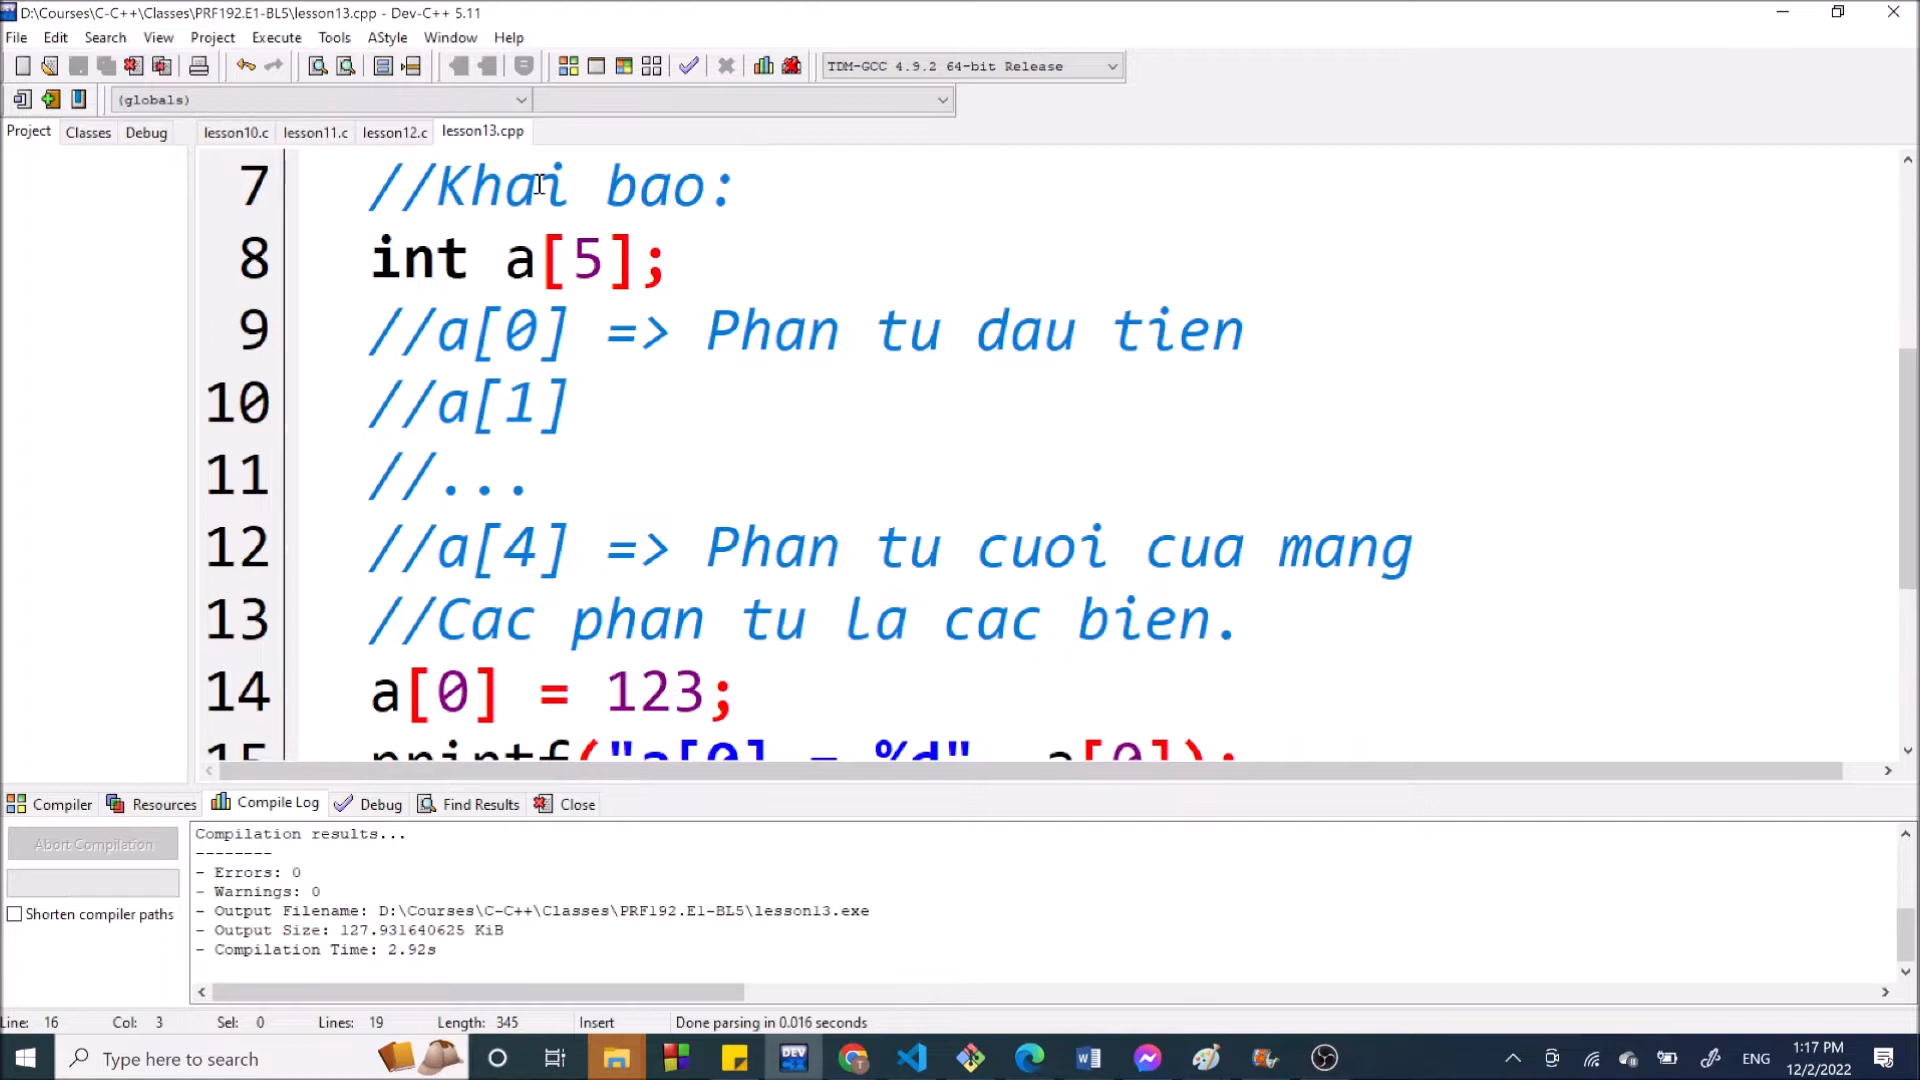 D:\Courses\C-C++\Classes\PRF192.E1-BL5\lesson13.cpp - Dev-C++ 5.11
File Edit Search View Project Execute Tools AStyle Window Help
TDM-GCC 4.9.2 64-bit Release
(globals)
Project Classes Debug lesson10.c lesson11.c lesson12.c lesson13.cpp
7 //Khai bao:
8 int a[5];
9 //a[0] => Phan tu dau tien
10 //a[1]
11 //...
12 //a[4] => Phan tu cuoi cua mang
13 //Cac phan tu la cac bien.
14 a[0] = 123;
15 printf("a[0] = %d", a[0]);
Compiler Resources Compile Log Debug Find Results Close
Abort Compilation
Shorten compiler paths
Compilation results...
--------
- Errors: 0
- Warnings: 0
- Output Filename: D:\Courses\C-C++\Classes\PRF192.E1-BL5\lesson13.exe
- Output Size: 127.931640625 KiB
- Compilation Time: 2.92s
Line: 16 Col: 3 Sel: 0 Lines: 19 Length: 345 Insert Done parsing in 0.016 seconds
Type here to search
DEV
ENG
1:17 PM
12/2/2022